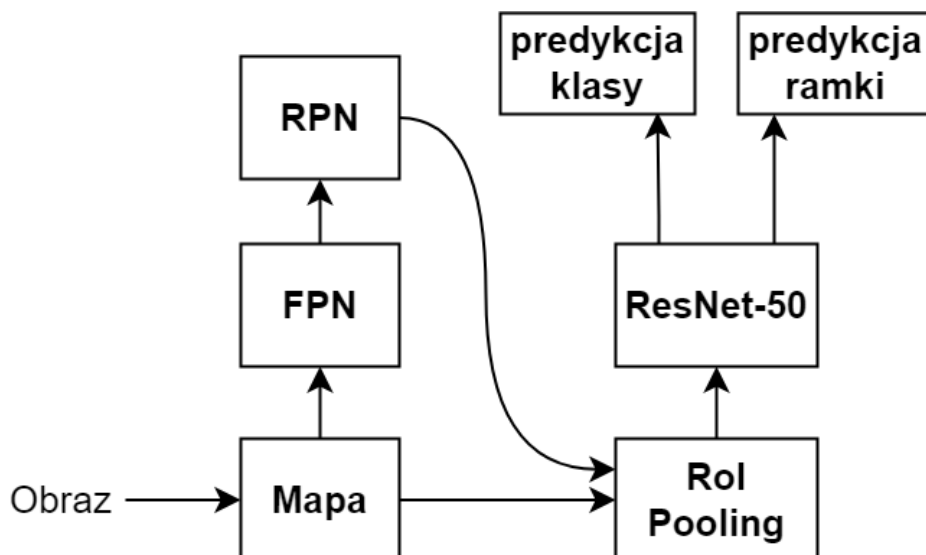 predykcja
klasy
predykcja
ramki
RPN
FPN
ResNet-50
Obraz
Mapa
RoI
Pooling